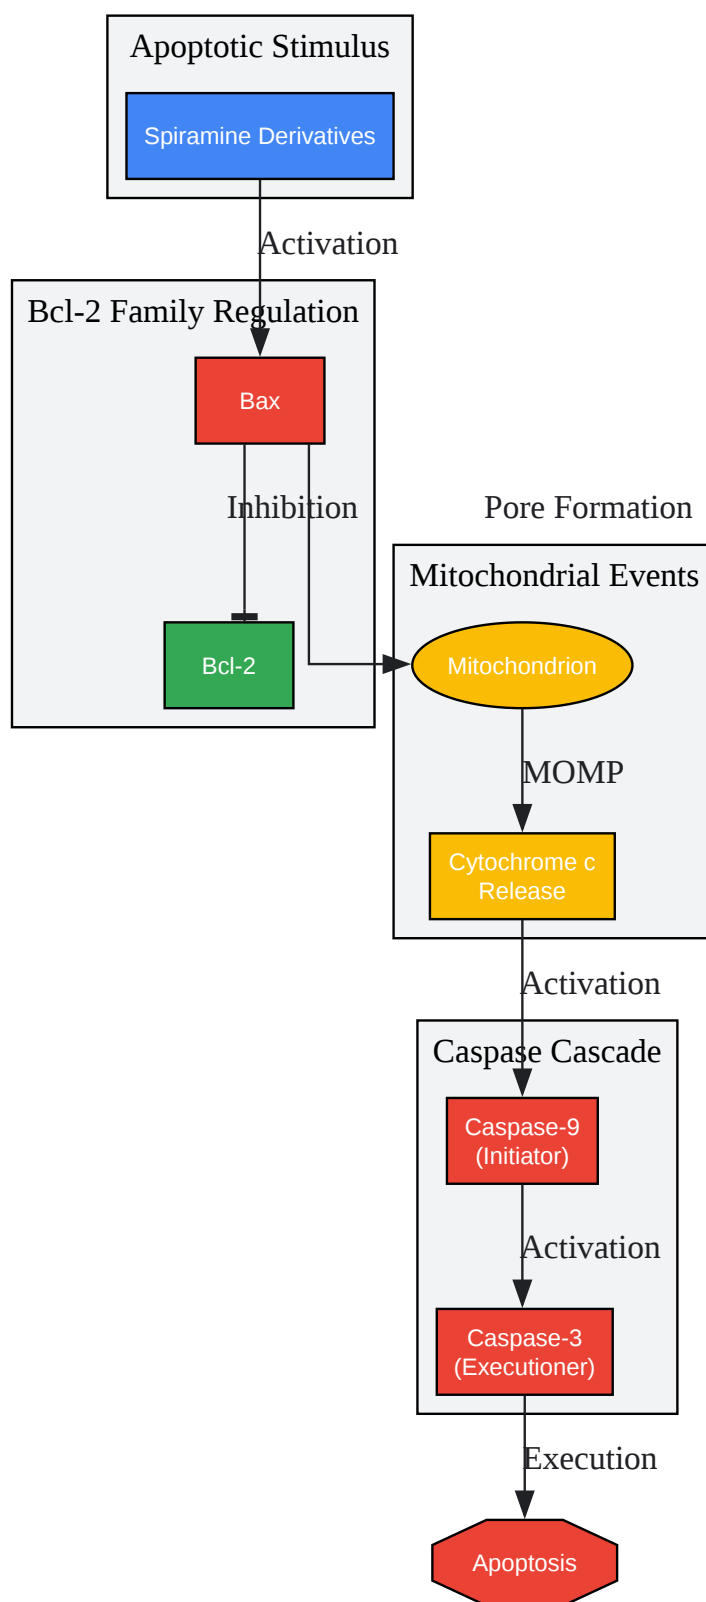 Apoptotic Stimulus
Spiramine Derivatives
Activation
Bcl-2 Family Regulation
Bax
Inhibition
Pore Formation
Bcl-2
Mitochondrial Events
Mitochondrion
MOMP
Cytochrome c
Release
Activation
Caspase Cascade
Caspase-9
(Initiator)
Activation
Caspase-3
(Executioner)
Execution
Apoptosis